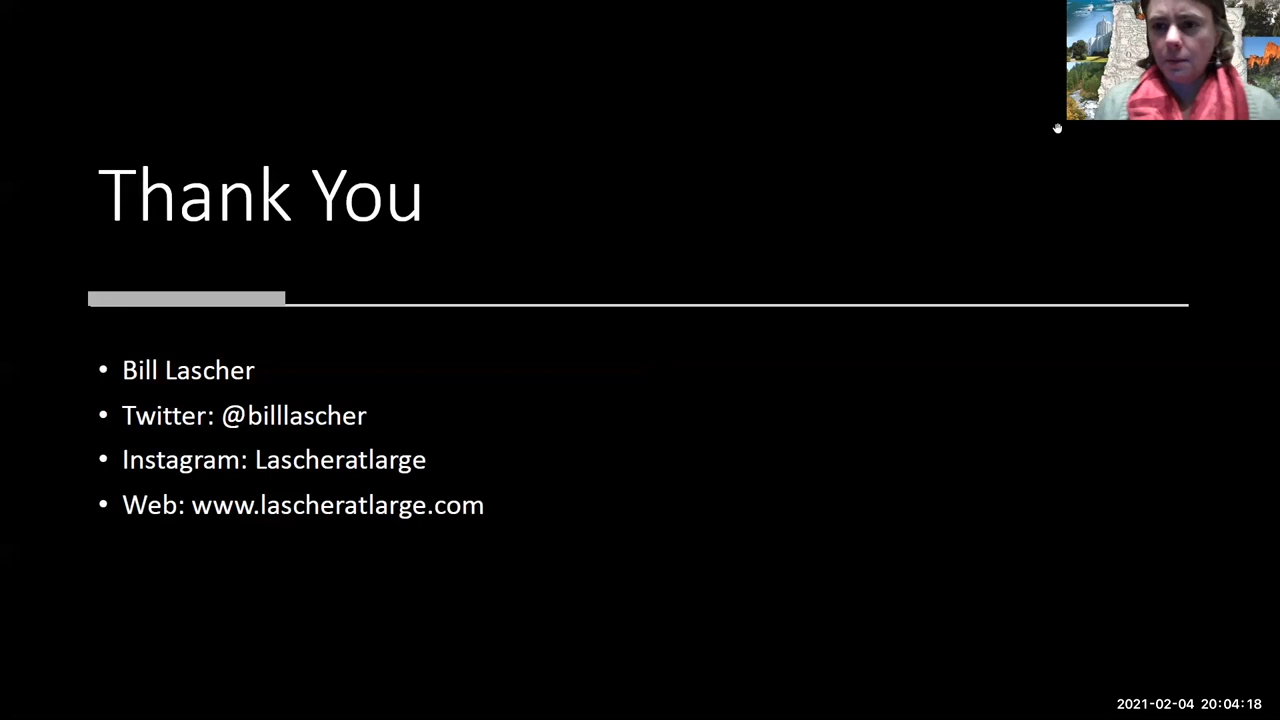 Thank You
• Bill Lascher
• Twitter: @billlascher
• Instagram: Lascheratlarge
• Web: www.lascheratlarge.com
2021-02-04 20:04:18